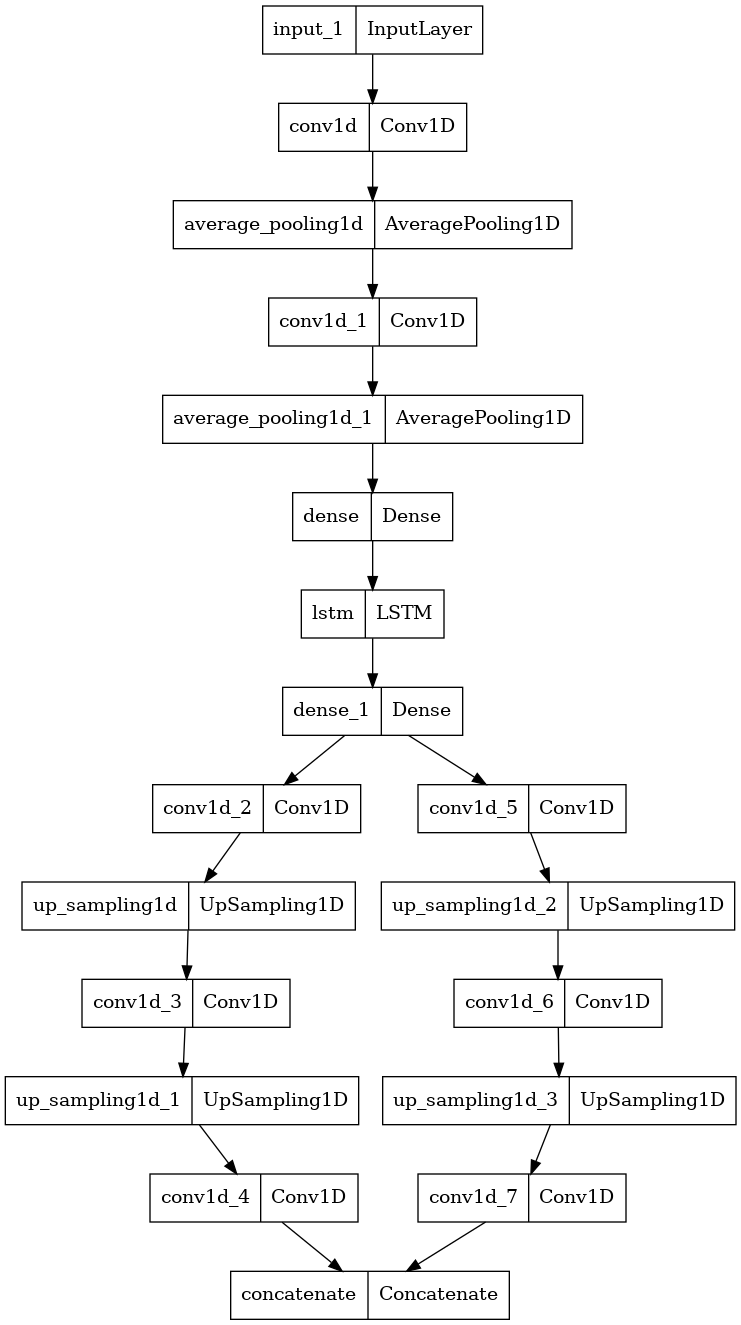 input_1 InputLayer
conv1d Conv1D
average_pooling1d AveragePooling1D
conv1d_1 Conv1D
average_pooling1d_1 AveragePooling1D
dense Dense
lstm LSTM
dense_1 Dense
conv1d_2 Conv1D conv1d_5 Conv1D
up_sampling1d UpSampling1D up_sampling1d_2 UpSampling1D
conv1d_3 Conv1D conv1d_6 Conv1D
up_sampling1d_1 UpSampling1D up_sampling1d_3 UpSampling1D
conv1d_4 Conv1D conv1d_7 Conv1D
concatenate Concatenate